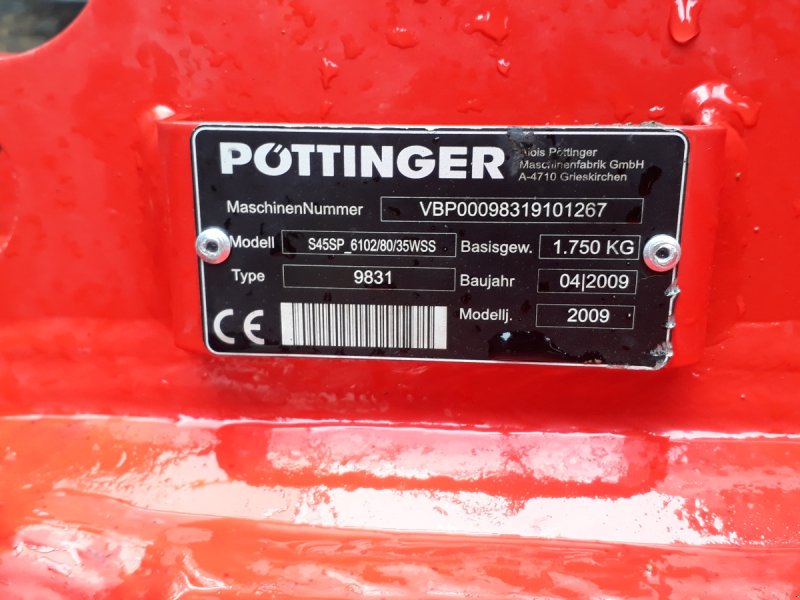 PÖTTINGER
Alois Pöttinger
Maschinenfabrik GmbH
A-4710 Grieskirchen
MaschinenNummer VBP00098319101267
Modell S45SP_6102/80/35WSS Basisgew. 1.750 KG
Type 9831 Baujahr 04|2009
CE Modellj. 2009